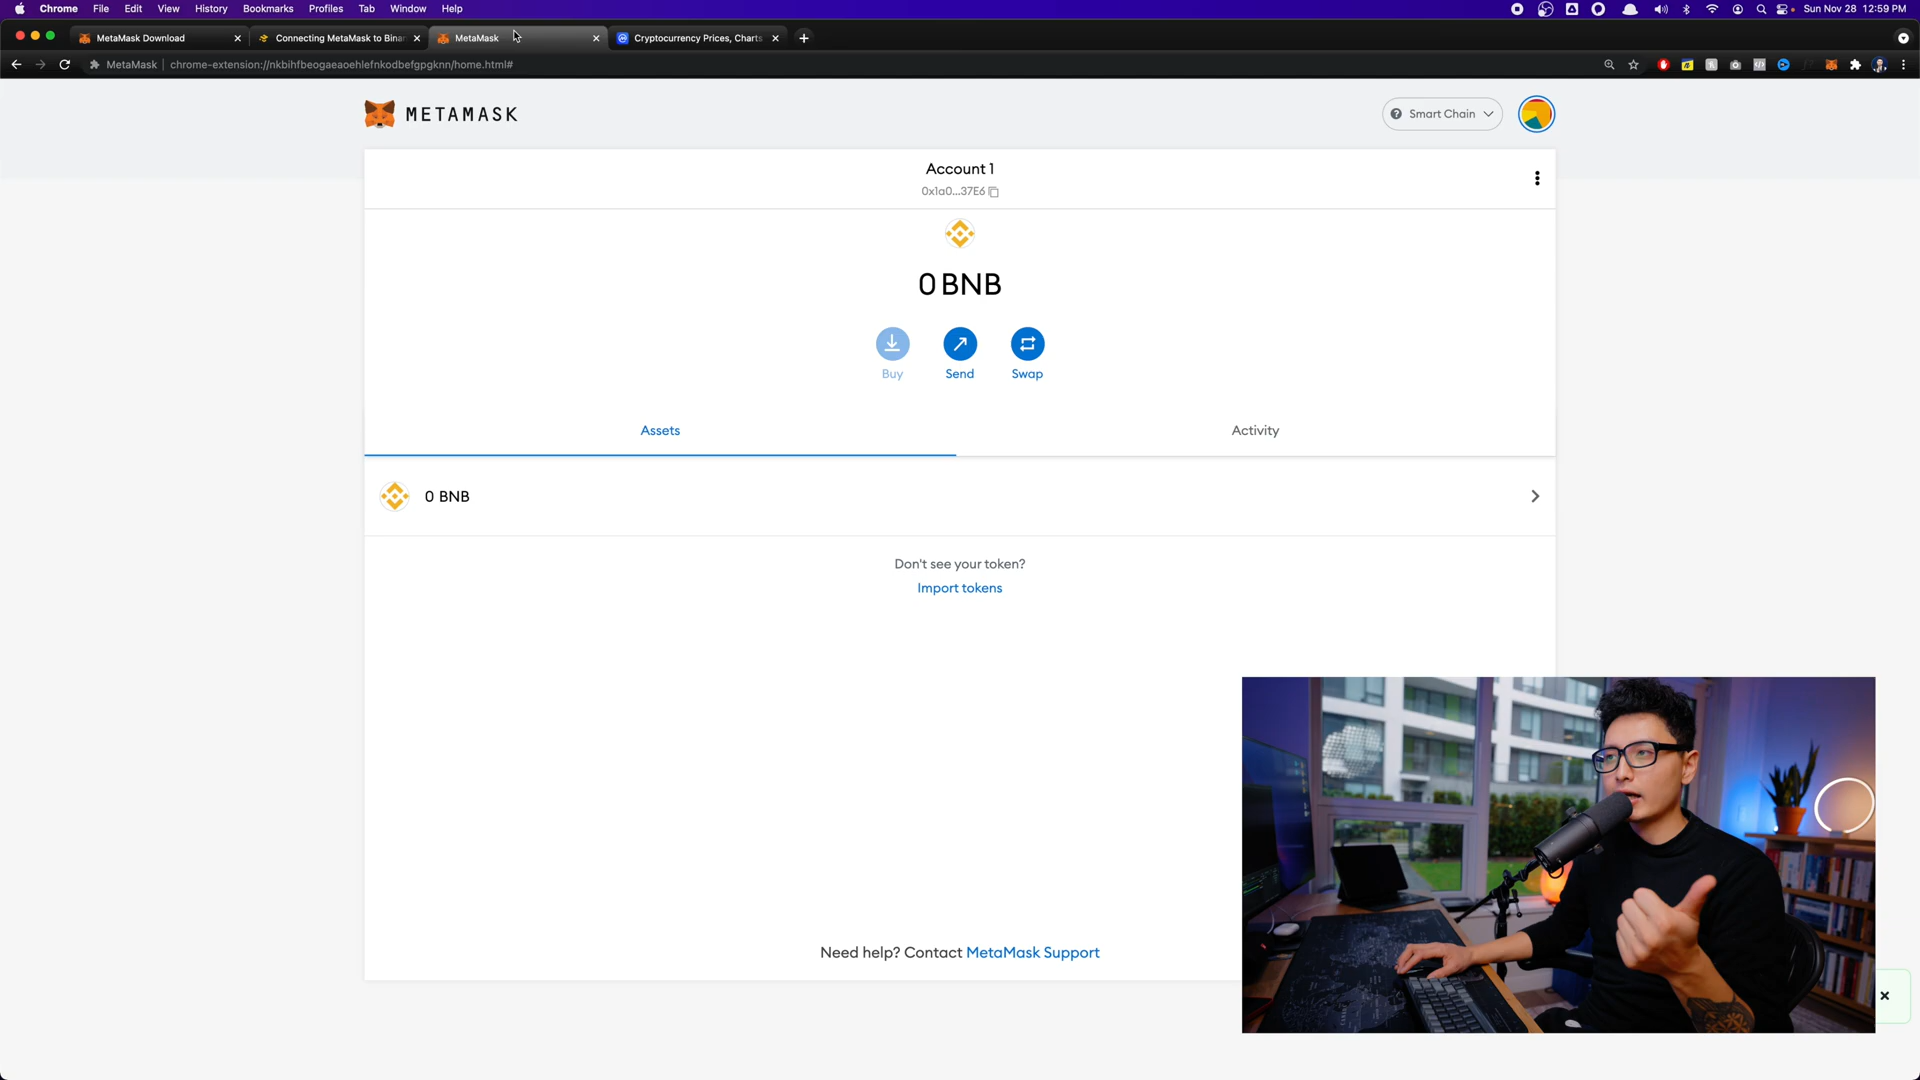 Chrome File Edit View History Bookmarks Profiles Tab Window Help Sun Nov 28 12:59 PM
MetaMask Download Connecting MetaMask to Binan MetaMask Cryptocurrency Prices, Charts
MetaMask chrome-extension://nkbihfbeogaeaoehlefnkodbefgpgknn/home.html#
METAMASK
Smart Chain
Account 1
0x1a0...37E6
0 BNB
Buy Send Swap
Assets Activity
0 BNB
Don't see your token?
Import tokens
Need help? Contact MetaMask Support